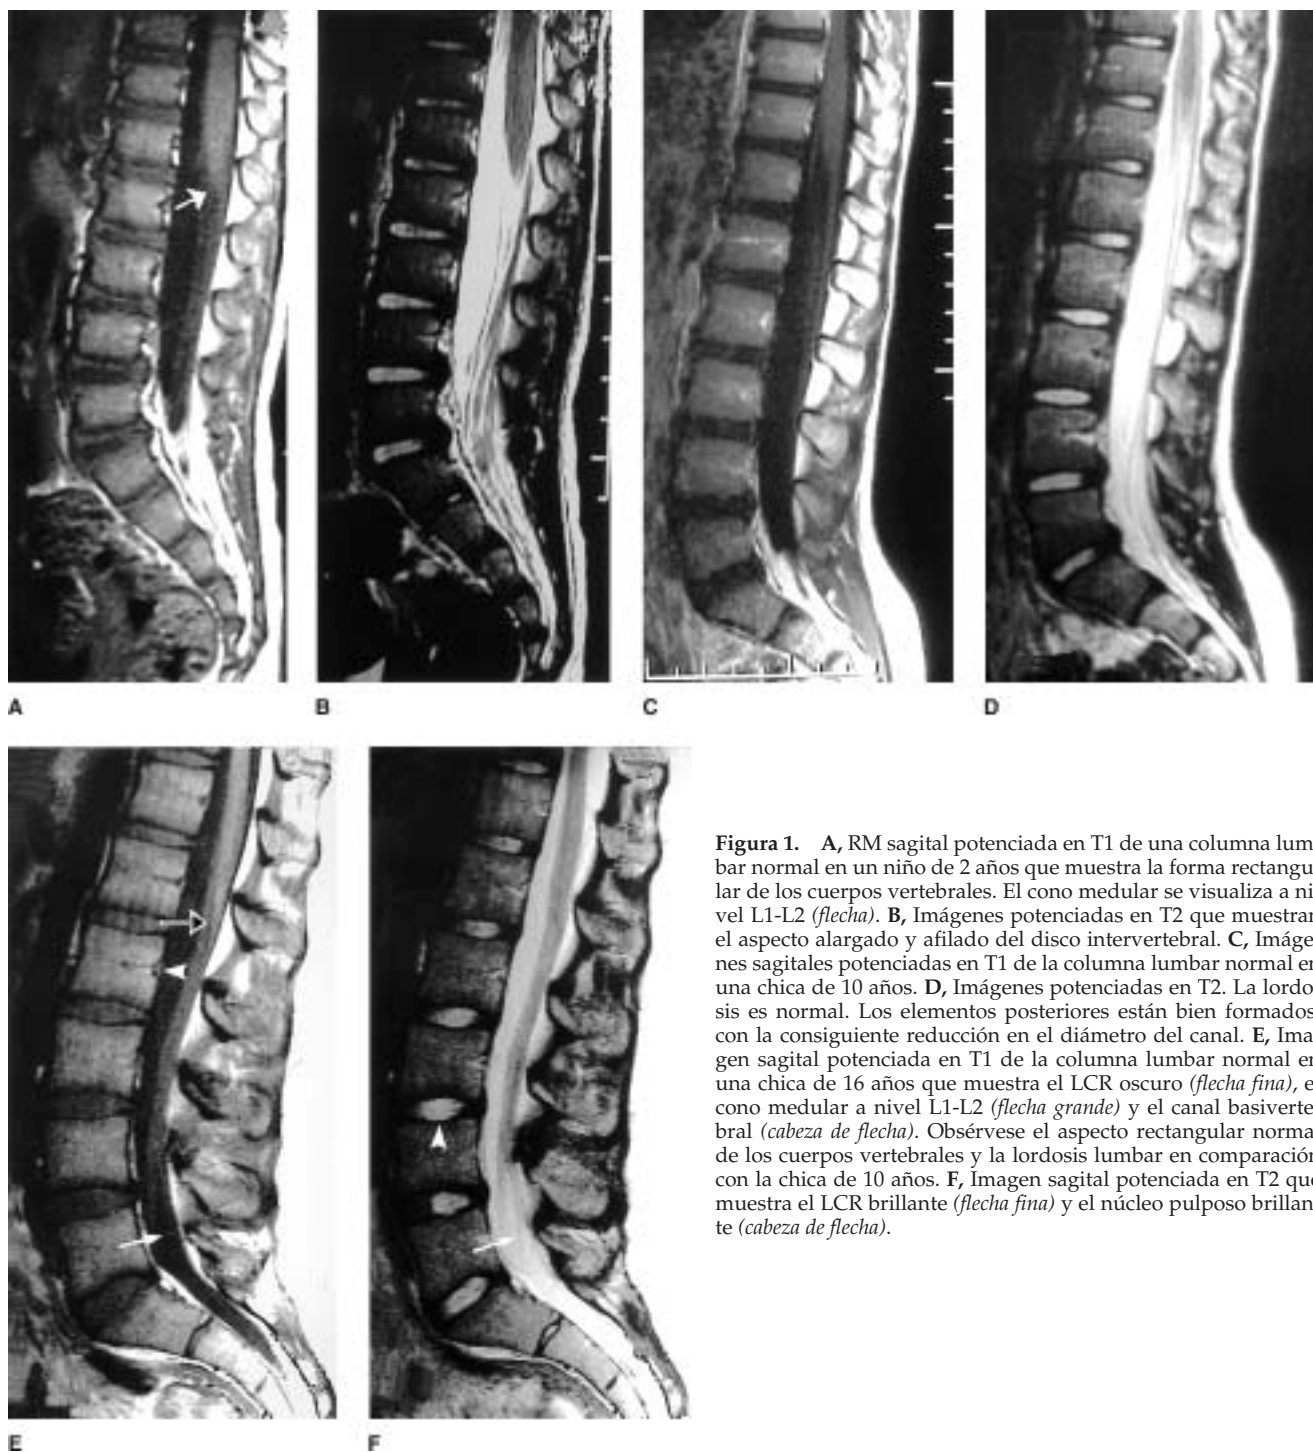 A
B
C
D
E
F
Figura 1. A, RM sagital potenciada en T1 de una columna lum
bar normal en un niño de 2 años que muestra la forma rectangu
lar de los cuerpos vertebrales. El cono medular se visualiza a ni
vel L1-L2 (flecha). B, Imágenes potenciadas en T2 que muestran
el aspecto alargado y afilado del disco intervertebral. C, Imáge
nes sagitales potenciadas en T1 de la columna lumbar normal en
una chica de 10 años. D, Imágenes potenciadas en T2. La lordo
sis es normal. Los elementos posteriores están bien formados
con la consiguiente reducción en el diámetro del canal. E, Ima
gen sagital potenciada en T1 de la columna lumbar normal en
una chica de 16 años que muestra el LCR oscuro (flecha fina), e
cono medular a nivel L1-L2 (flecha grande) y el canal basiverte
bral (cabeza de flecha). Obsérvese el aspecto rectangular norma
de los cuerpos vertebrales y la lordosis lumbar en comparación
con la chica de 10 años. F, Imagen sagital potenciada en T2 que
muestra el LCR brillante (flecha fina) y el núcleo pulposo brillan
te (cabeza de flecha).